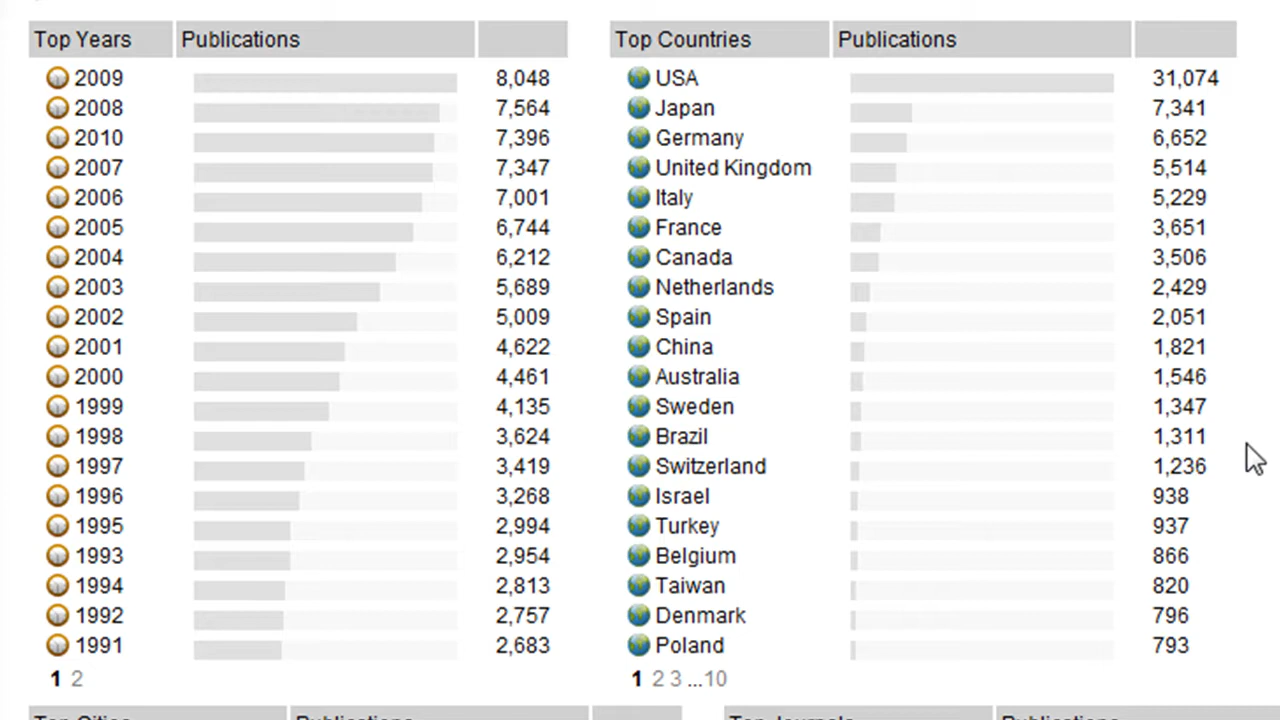 Top Years Publications
2009 8,048
2008 7,564
2010 7,396
2007 7,347
2006 7,001
2005 6,744
2004 6,212
2003 5,689
2002 5,009
2001 4,622
2000 4,461
1999 4,135
1998 3,624
1997 3,419
1996 3,268
1995 2,994
1993 2,954
1994 2,813
1992 2,757
1991 2,683
1 2
Top Countries Publications
USA 31,074
Japan 7,341
Germany 6,652
United Kingdom 5,514
Italy 5,229
France 3,651
Canada 3,506
Netherlands 2,429
Spain 2,051
China 1,821
Australia 1,546
Sweden 1,347
Brazil 1,311
Switzerland 1,236
Israel 938
Turkey 937
Belgium 866
Taiwan 820
Denmark 796
Poland 793
1 2 3 ...10
Top Cities Publications
Top Journals Publications